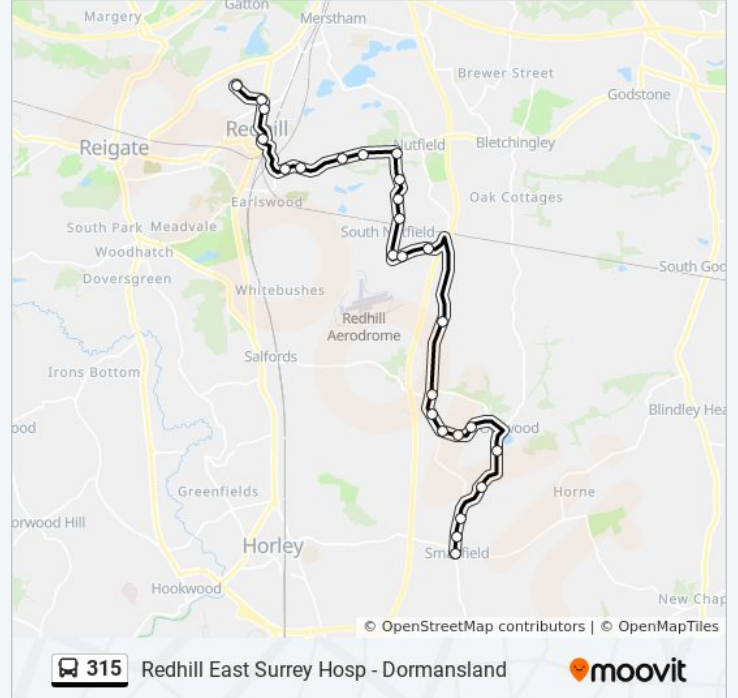 Gatton
Margery
Merstham
Brewer Street
Godstone
Redhill
Nutfield
Bletchingley
Reigate
Oak Cottages
Earlswood
South Park
Meadvale
South Nutfield
Woodhatch
South God
Doversgreen
Whitebushes
Redhill
Aerodrome
Salfords
Irons Bottom
Blindley Hea
ood
wood
Greenfields
Horne
orwood Hill
Horley
Smallfield
Hookwood
New Chap
© OpenStreetMap contributors | © OpenMapTiles
315 Redhill East Surrey Hosp - Dormansland moovit